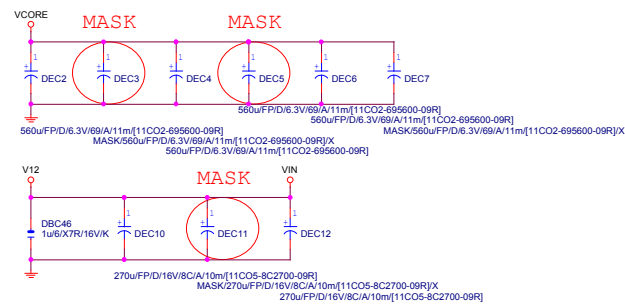 VCORE
MASK MASK
1 1 1 1 1 1
+ + + + + +
DEC2 DEC3 DEC4 DEC5 DEC6 DEC7
560u/FP/D/6.3V/69/A/11m/[11CO2-695600-09R]
560u/FP/D/6.3V/69/A/11m/[11CO2-695600-09R]
560u/FP/D/6.3V/69/A/11m/[11CO2-695600-09R] MASK/560u/FP/D/6.3V/69/A/11m/[11CO2-695600-09R]/X
MASK/560u/FP/D/6.3V/69/A/11m/[11CO2-695600-09R]/X
560u/FP/D/6.3V/69/A/11m/[11CO2-695600-09R]
V12 MASK VIN
1 1 1
DBC46
+ + +
1u/6/X7R/16V/K DEC10 DEC11 DEC12
270u/FP/D/16V/8C/A/10m/[11CO5-8C2700-09R]
MASK/270u/FP/D/16V/8C/A/10m/[11CO5-8C2700-09R]/X
270u/FP/D/16V/8C/A/10m/[11CO5-8C2700-09R]